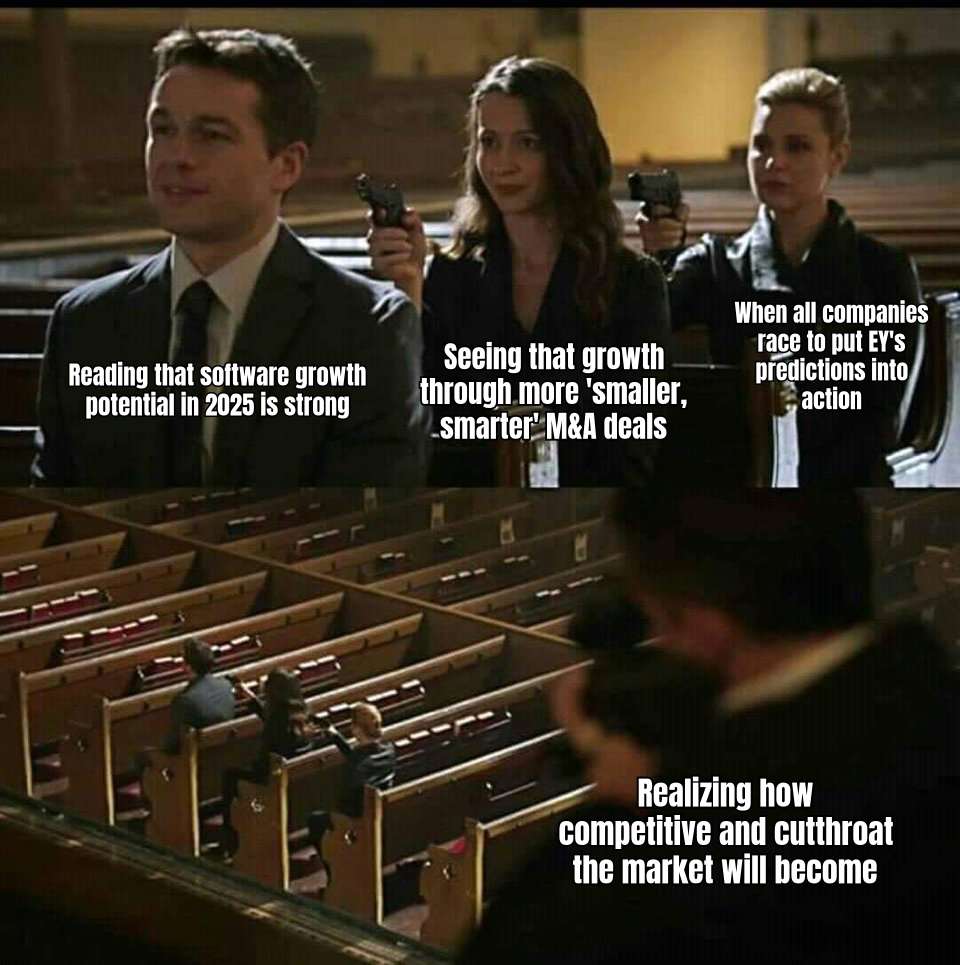 Reading that software growth
potential in 2025 is strong
Seeing that growth
through more 'smaller,
smarter' M&A deals
When all companies
race to put EY's
predictions into
action
Realizing how
competitive and cutthroat
the market will become